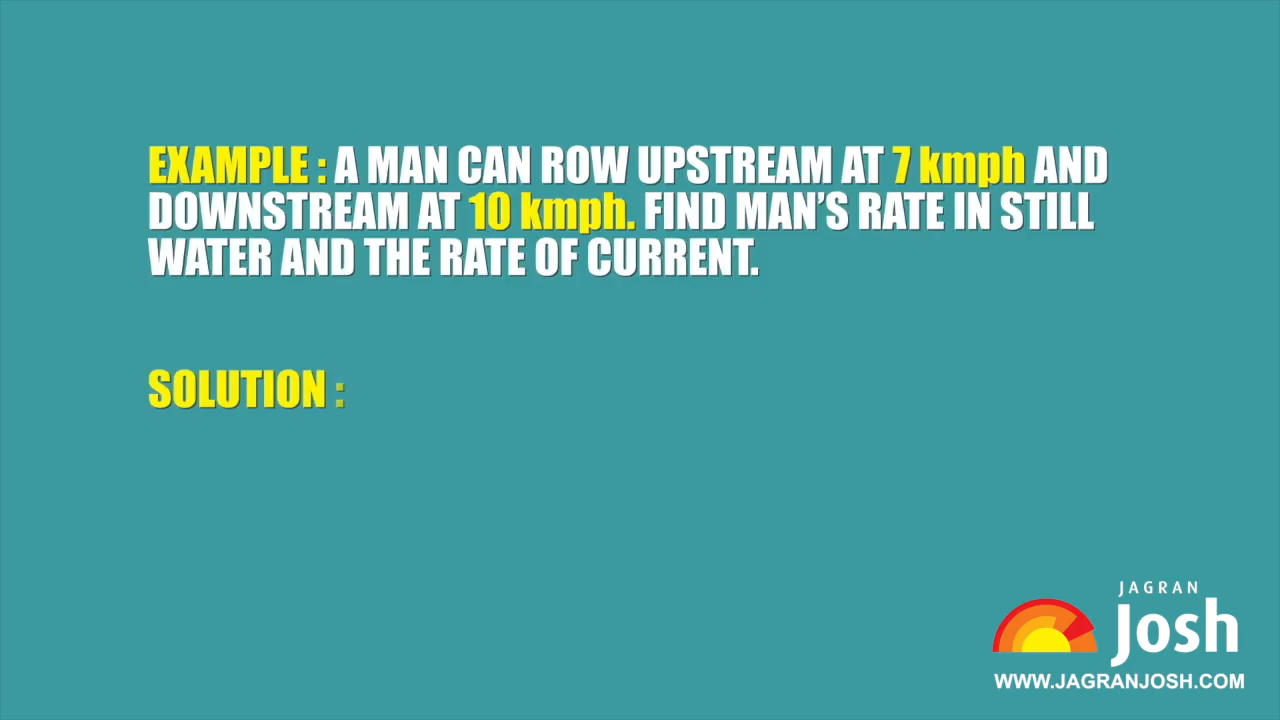 EXAMPLE : A MAN CAN ROW UPSTREAM AT 7 kmph AND
DOWNSTREAM AT 10 kmph. FIND MAN'S RATE IN STILL
WATER AND THE RATE OF CURRENT.
SOLUTION :
JAGRAN
Josh
WWW.JAGRANJOSH.COM